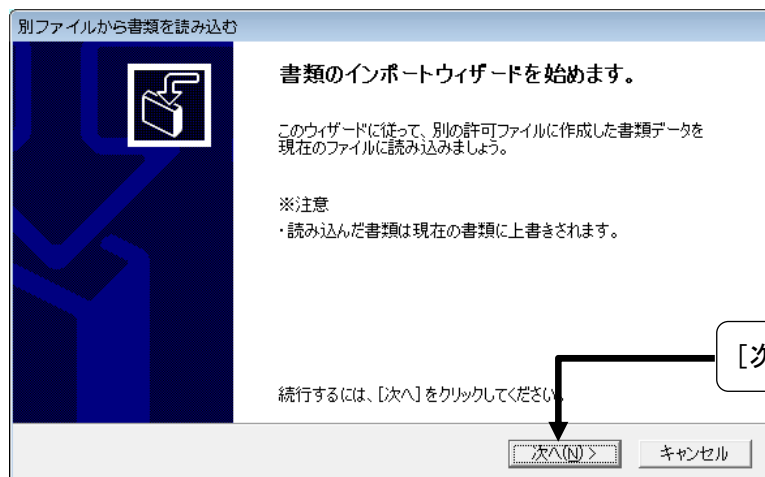 別ファイルから書類を読み込む
書類のインポートウィザードを始めます。
このウィザードに従って、別の許可ファイルに作成した書類データを
現在のファイルに読み込みましょう。
※注意
・読み込んだ書類は現在の書類に上書きされます。
[次
続行するには、[次へ]をクリックしてください
次へ(N) >
キャンセル